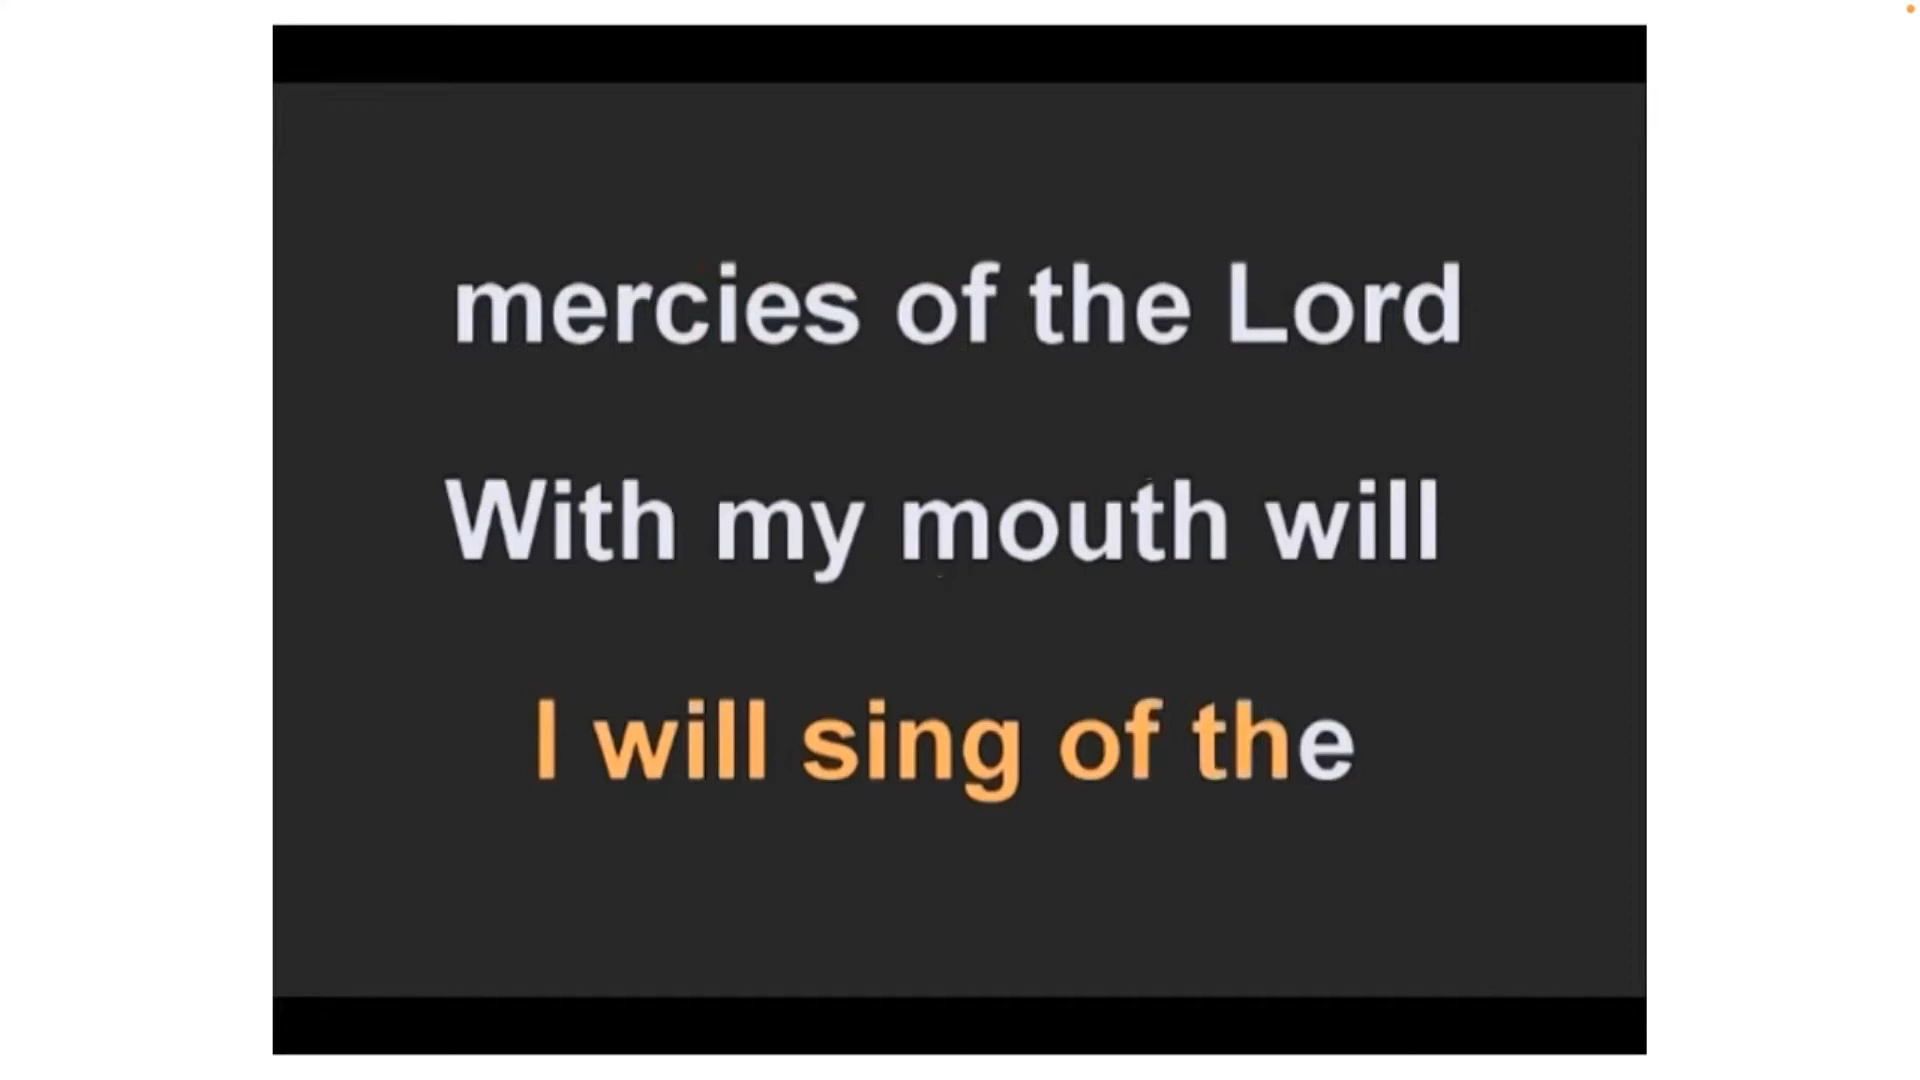 mercies of the Lord
With my mouth will
I will sing of the